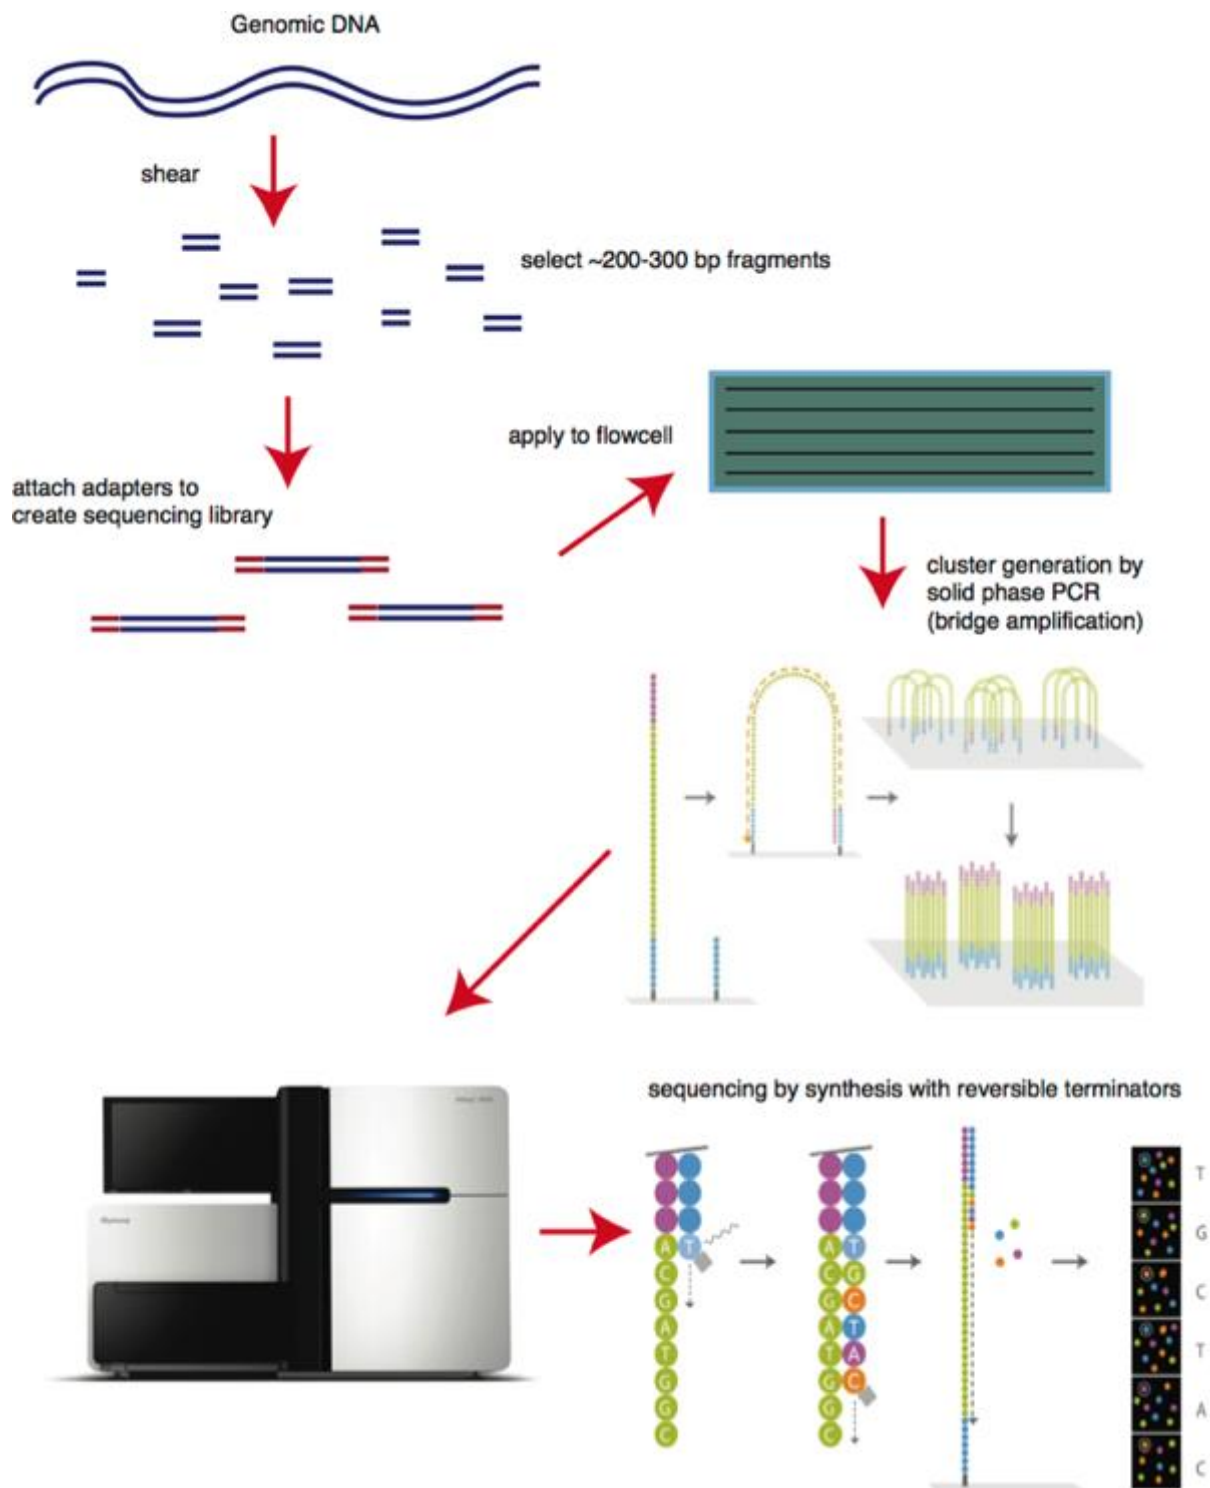 Genomic DNA
shear
select ~200-300 bp fragments
apply to flowcell
attach adapters to
create sequencing library
cluster generation by
solid phase PCR
(bridge amplification)
sequencing by synthesis with reversible terminators
A T
C
G
A
T
G
G
C
A T
C G
G C
A T
T A
G C
G
C
T
G
C
T
A
C